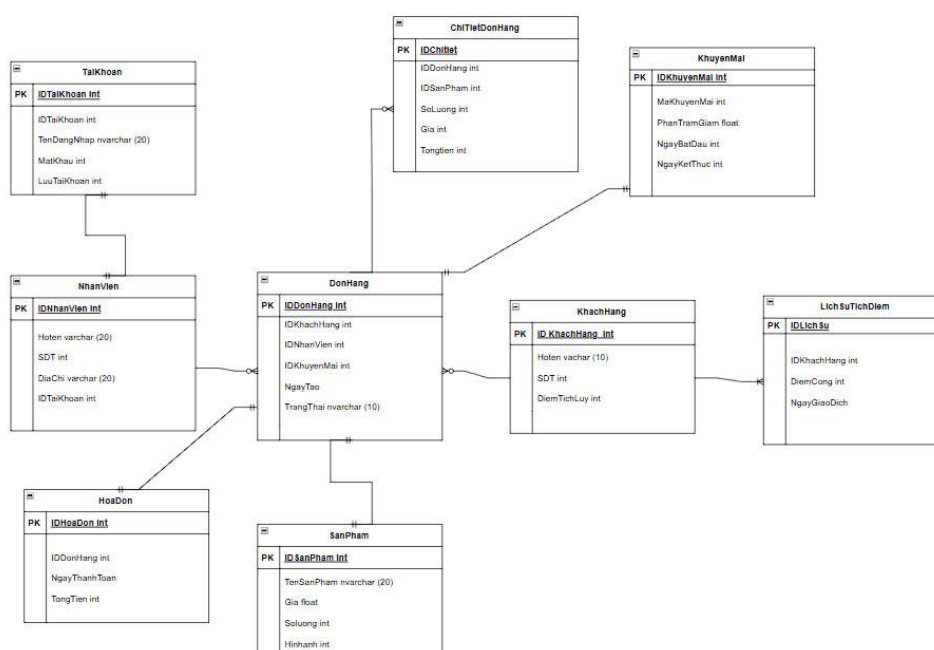 ChiTietDonHang
PK IDChitiet
IDDonHang int
IDSanPham int
SoLuong int
Gia int
Tongtien int
KhuyenMai
PK IDKhuyenMai int
MaKhuyenMai int
PhanTramGiam float
NgayBatDau int
NgayKetThuc int
TaiKhoan
PK IDTaiKhoan int
IDTaiKhoan int
TenDangNhap nvarchar (20)
MatKhau int
LuuTaiKhoan int
NhanVien
PK IDNhanVien int
Hoten varchar (20)
SDT int
DiaChi varchar (20)
IDTaiKhoan int
DonHang
PK IDDonHang int
IDKhachHang int
IDNhanVien int
IDKhuyenMai int
NgayTao
TrangThai nvarchar (10)
KhachHang
PK ID KhachHang int
Hoten vachar (10)
SDT int
DiemTichLuy int
LichSuTichDiem
PK IDLichSu
IDKhachHang int
DiemCong int
NgayGiaoDich
HoaDon
PK IDHoaDon int
IDDonHang int
NgayThanhToan
TongTien int
SanPham
PK IDSanPham int
TenSanPham nvarchar (20)
Gia float
Soluong int
Hinhanh int